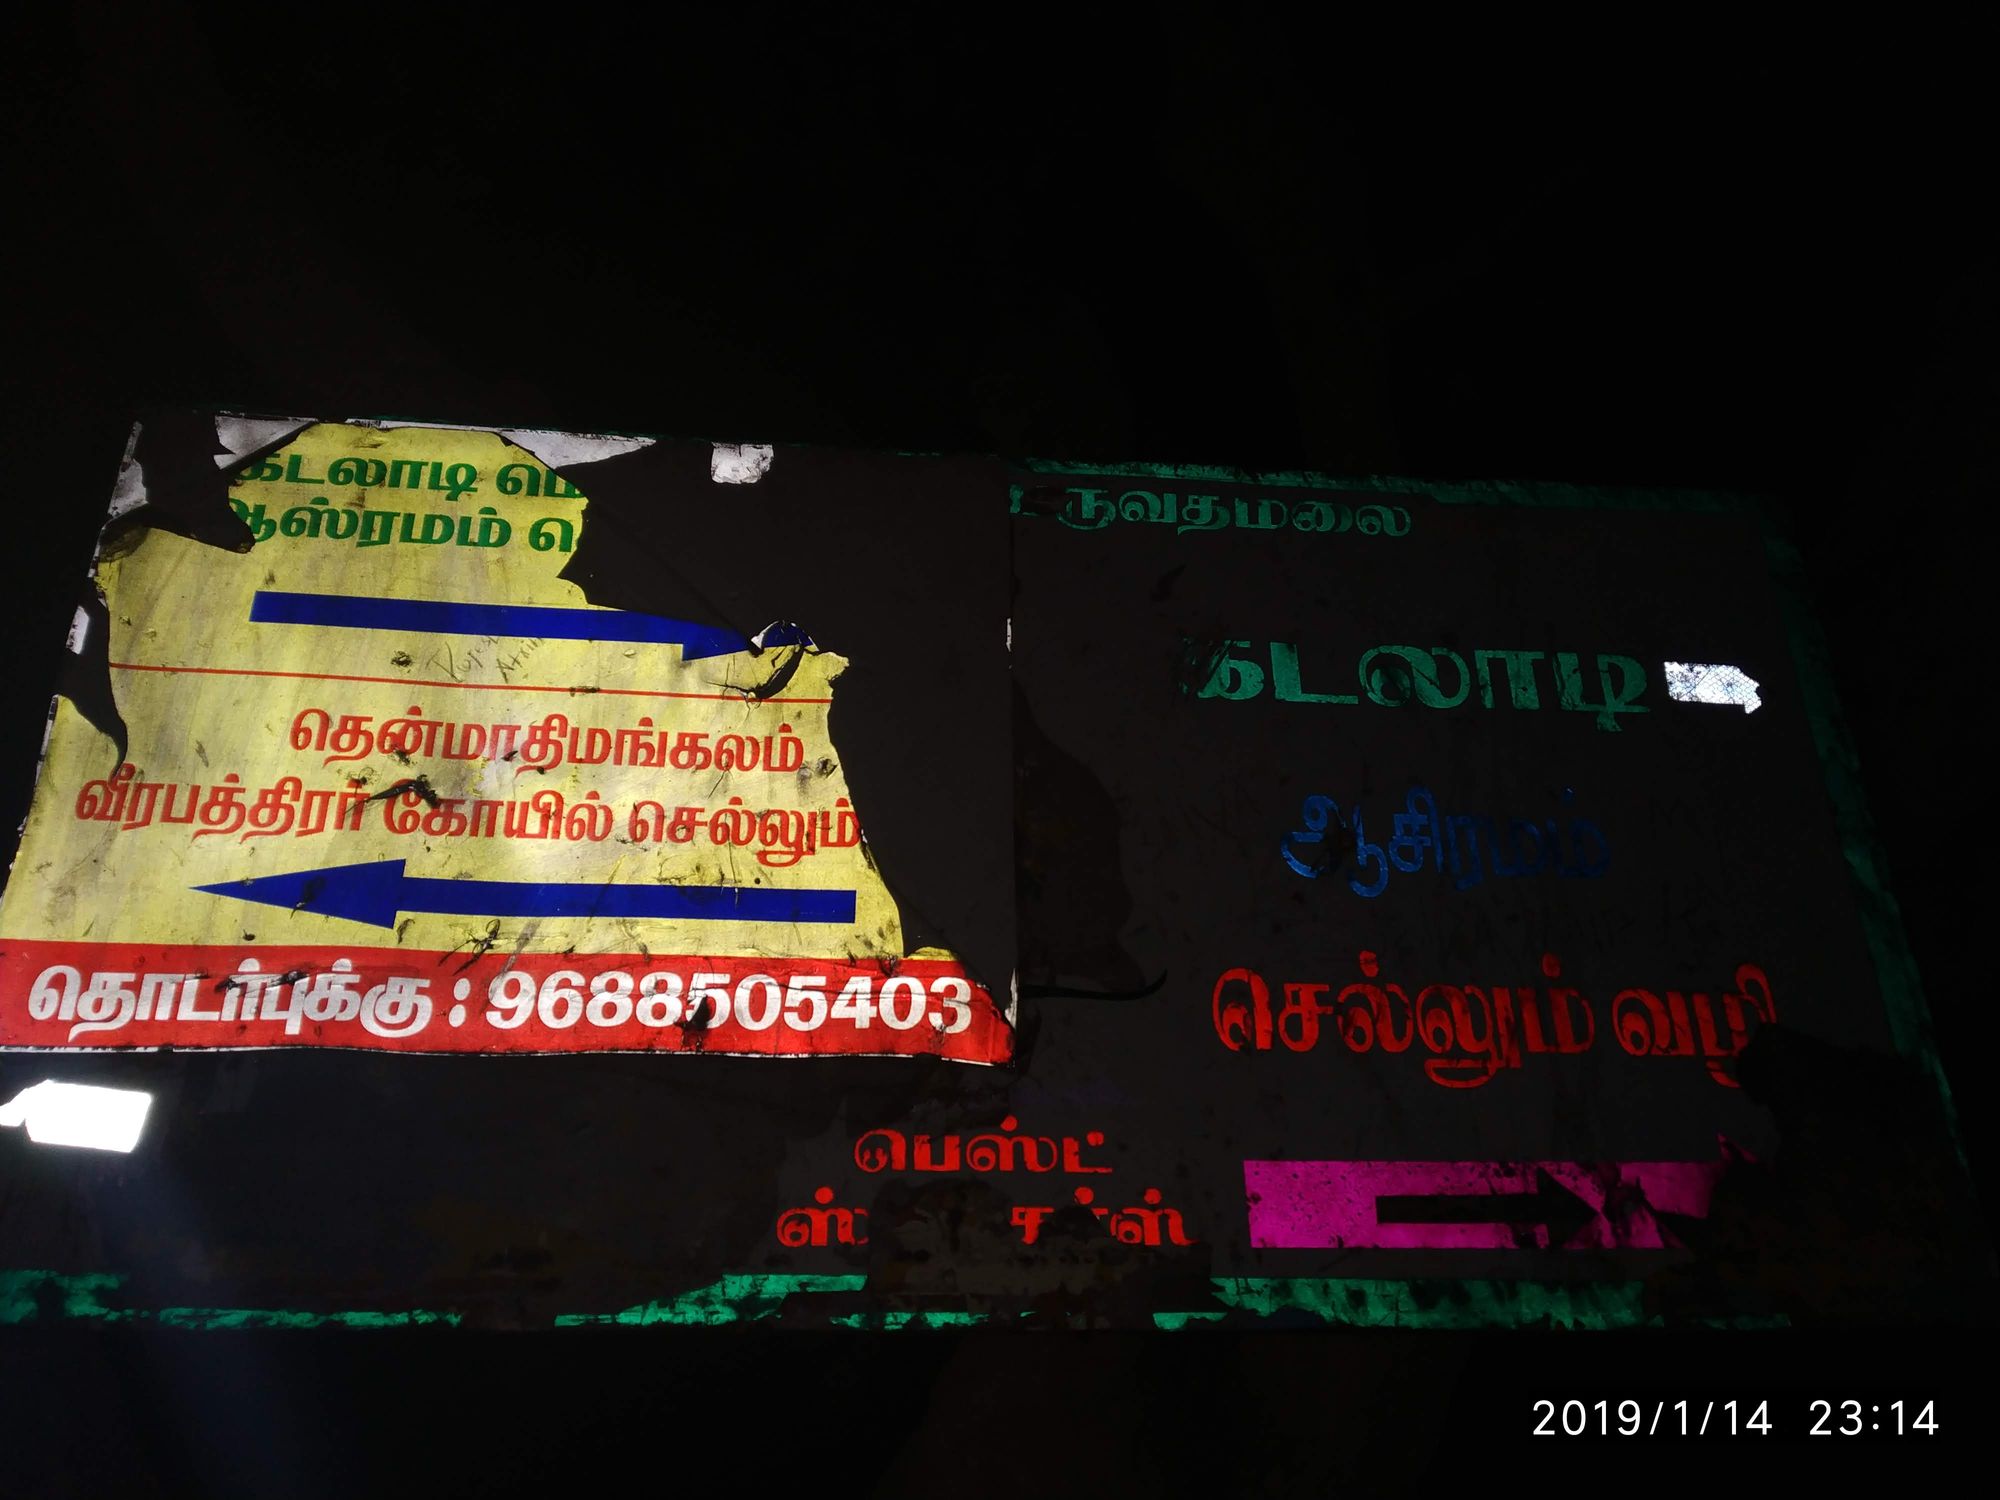 கடலாடி
ஆஸ்ரமம்
தென்மாதிமங்கலம்
வீரபத்திரர் கோயில் செல்லும்
தொடர்புக்கு : 9688505403
கடலாடி
ஆசிரமம்
செல்லும் வழி
பெஸ்ட்
2019/1/14 23:14